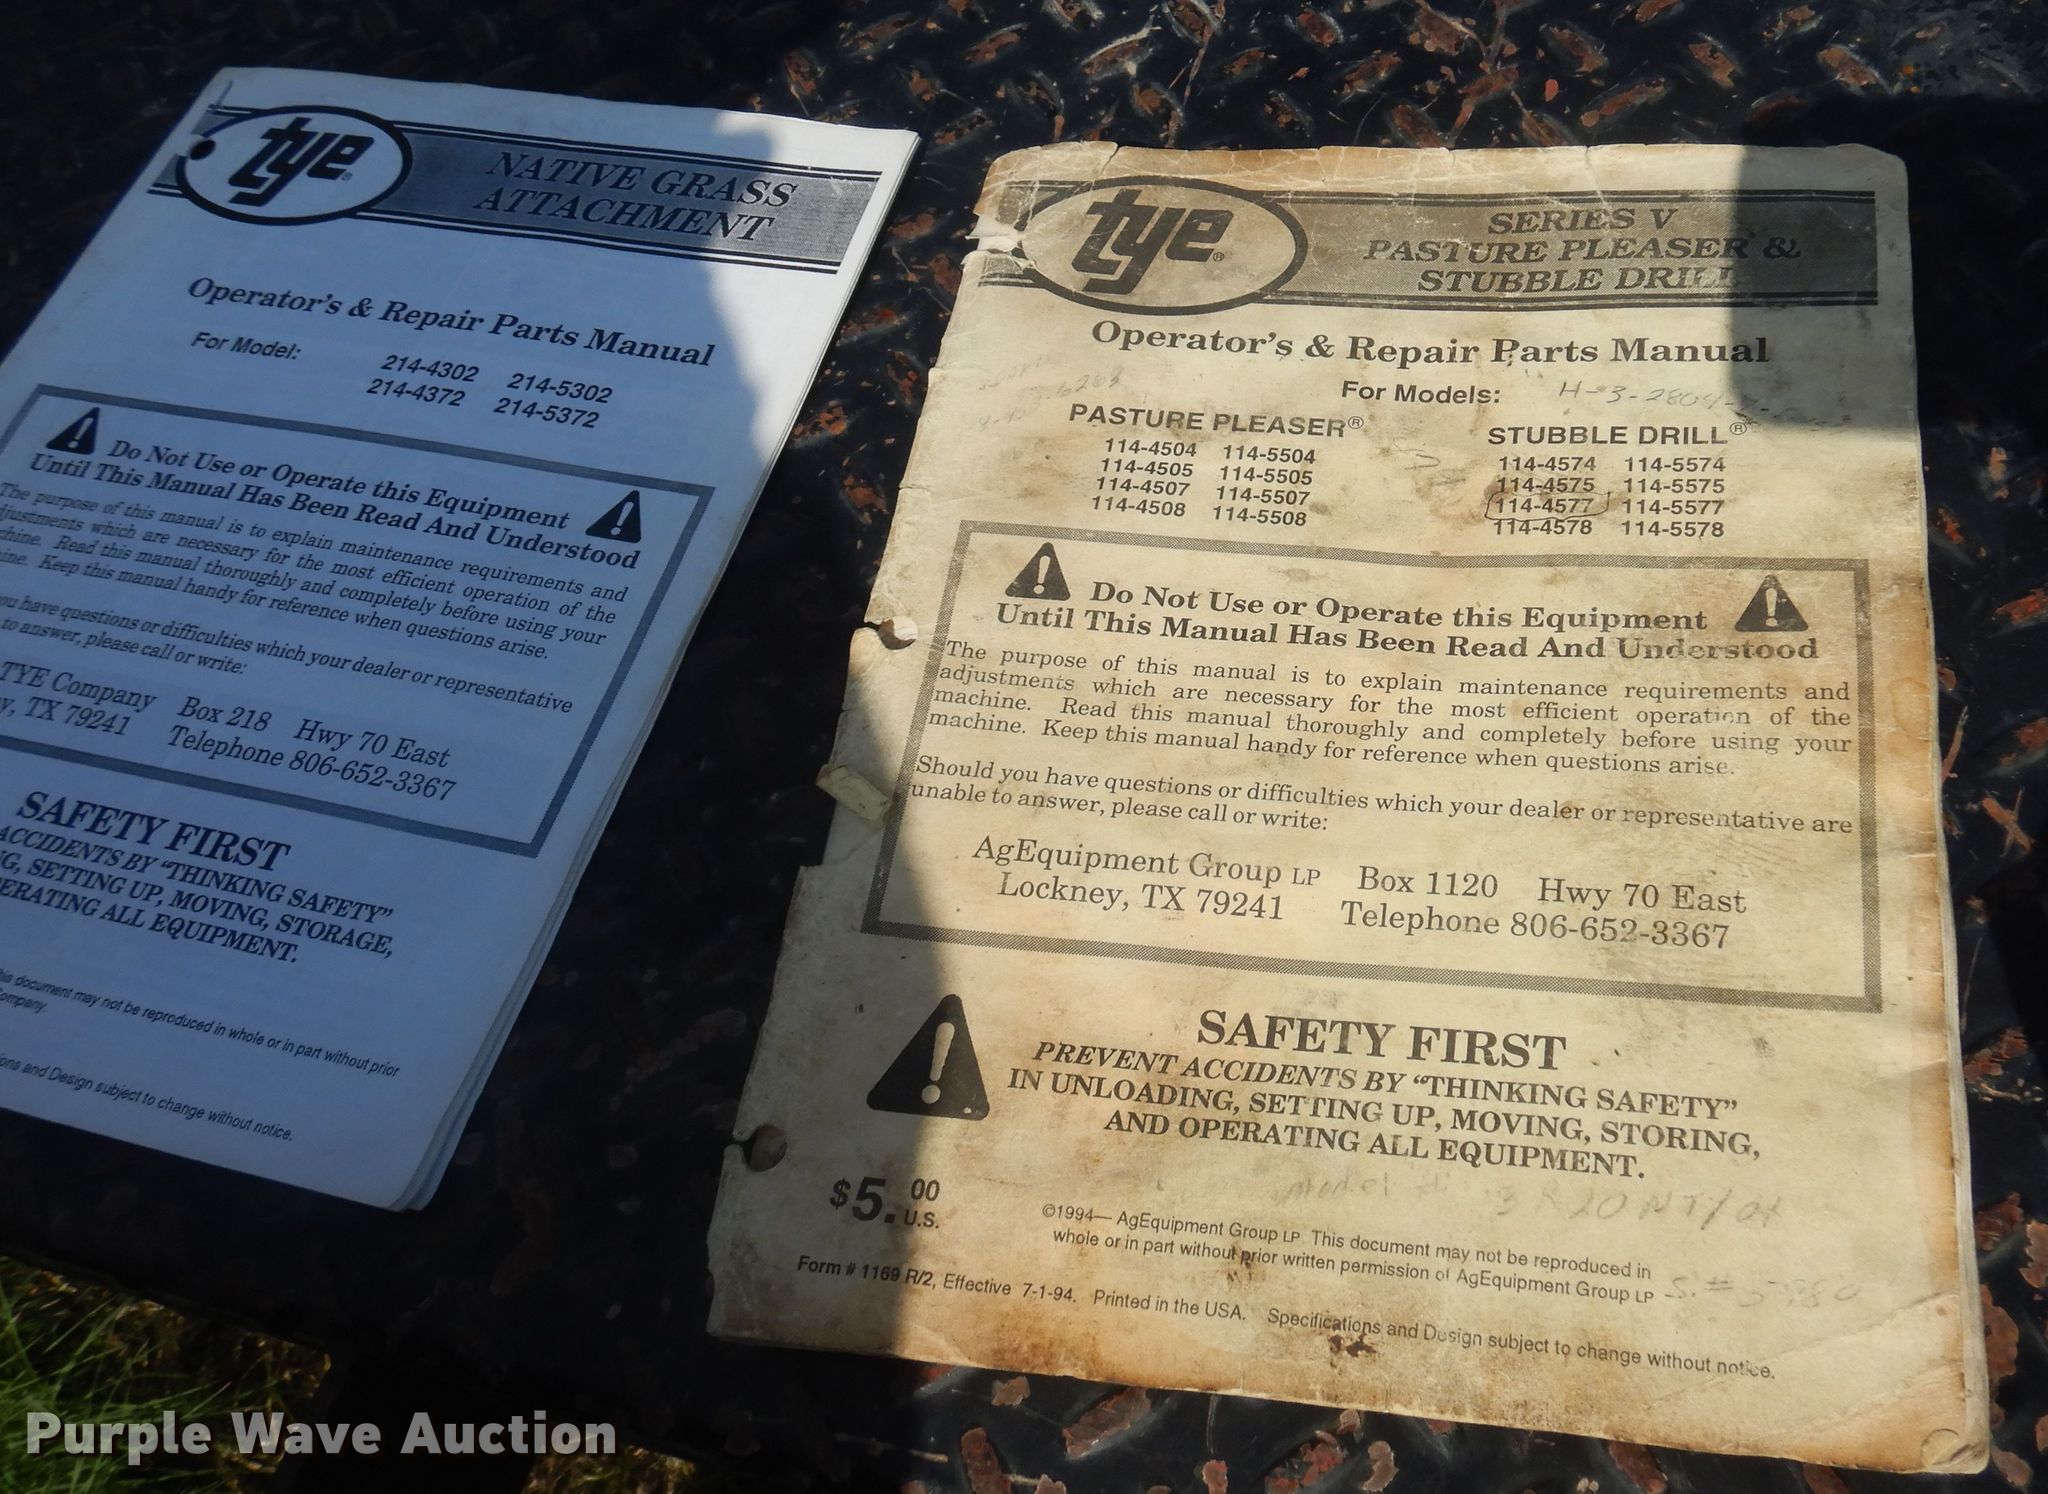 tye®
NATIVE GRASS
ATTACHMENT
Operator's & Repair Parts Manual
For Model:
214-4302 214-5302
214-4372 214-5372
Do Not Use or Operate this Equipment
Until This Manual Has Been Read And Understood
The purpose of this manual is to explain maintenance requirements and
adjustments which are necessary for the most efficient operation of the
chine. Read this manual thoroughly and completely before using your
ine. Keep this manual handy for reference when questions arise.
you have questions or difficulties which your dealer or representative
to answer, please call or write:
TYE Company Box 218 Hwy 70 East
y, TX 79241 Telephone 806-652-3367
SAFETY FIRST
ACCIDENTS BY "THINKING SAFETY"
G, SETTING UP, MOVING, STORAGE,
ERATING ALL EQUIPMENT.
his document may not be reproduced in whole or in part without prior
Company.
ons and Design subject to change without notice.
tye®
SERIES V
PASTURE PLEASER &
STUBBLE DRILL
Operator's & Repair Parts Manual
For Models: H-3-2804
PASTURE PLEASER®
114-4504 114-5504
114-4505 114-5505
114-4507 114-5507
114-4508 114-5508
STUBBLE DRILL®
114-4574 114-5574
114-4575 114-5575
114-4577 114-5577
114-4578 114-5578
Do Not Use or Operate this Equipment
Until This Manual Has Been Read And Understood
The purpose of this manual is to explain maintenance requirements and
adjustments which are necessary for the most efficient operation of the
machine. Read this manual thoroughly and completely before using your
machine. Keep this manual handy for reference when questions arise.
Should you have questions or difficulties which your dealer or representative are
unable to answer, please call or write:
AgEquipment Group LP Box 1120 Hwy 70 East
Lockney, TX 79241 Telephone 806-652-3367
SAFETY FIRST
PREVENT ACCIDENTS BY "THINKING SAFETY"
IN UNLOADING, SETTING UP, MOVING, STORING,
AND OPERATING ALL EQUIPMENT.
model #
$5.00 U.S.
©1994— AgEquipment Group LP. This document may not be reproduced in
whole or in part without prior written permission of AgEquipment Group LP
Form # 1169 R/2, Effective 7-1-94. Printed in the USA. Specifications and Design subject to change without notice.
Purple Wave Auction